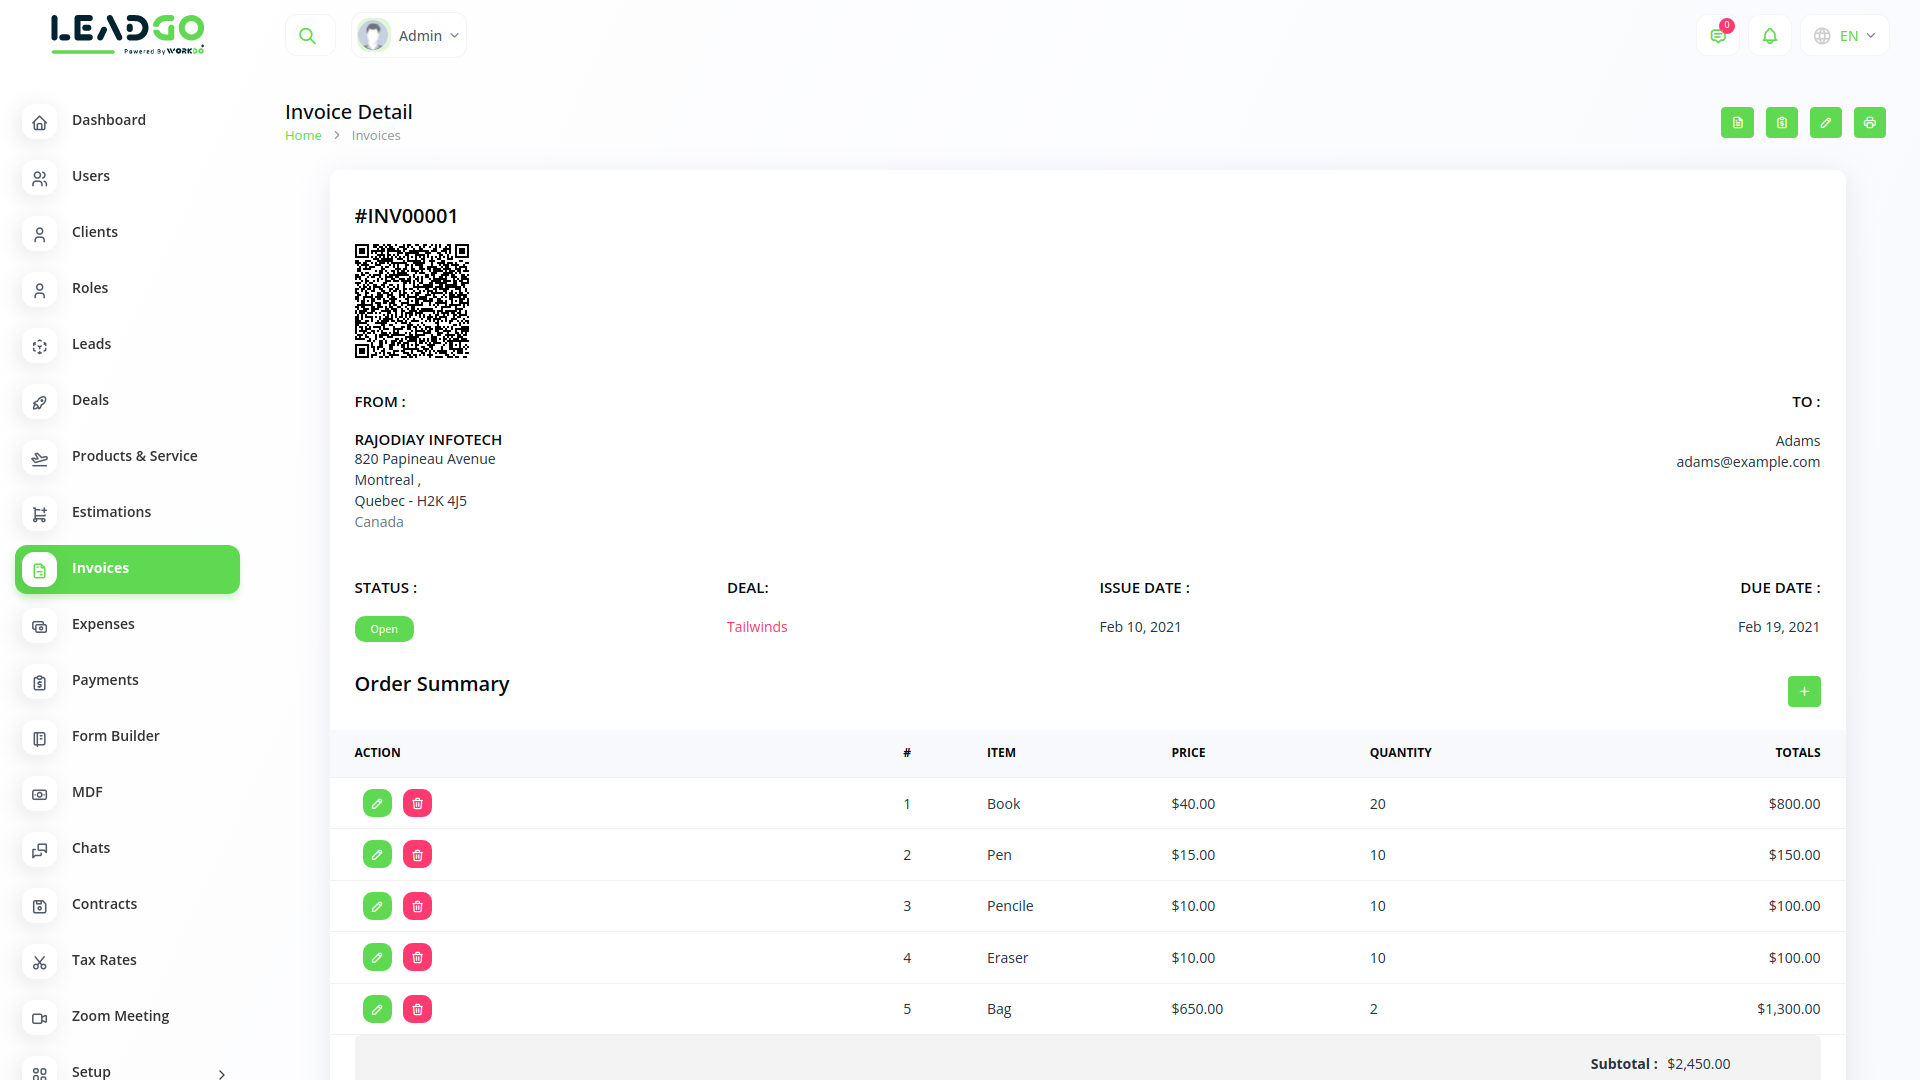 LEADGO
Powered By WORKDO
Admin
0
EN
Invoice Detail
Home > Invoices
Dashboard
Users
Clients
Roles
Leads
Deals
Products & Service
Estimations
Invoices
Expenses
Payments
Form Builder
MDF
Chats
Contracts
Tax Rates
Zoom Meeting
Setup
#INV00001
FROM :
RAJODIAY INFOTECH
820 Papineau Avenue
Montreal ,
Quebec - H2K 4J5
Canada
TO :
Adams
adams@example.com
STATUS : DEAL: ISSUE DATE : DUE DATE :
Open Tailwinds Feb 10, 2021 Feb 19, 2021
Order Summary
+
ACTION # ITEM PRICE QUANTITY TOTALS
1 Book $40.00 20 $800.00
2 Pen $15.00 10 $150.00
3 Pencile $10.00 10 $100.00
4 Eraser $10.00 10 $100.00
5 Bag $650.00 2 $1,300.00
Subtotal : $2,450.00